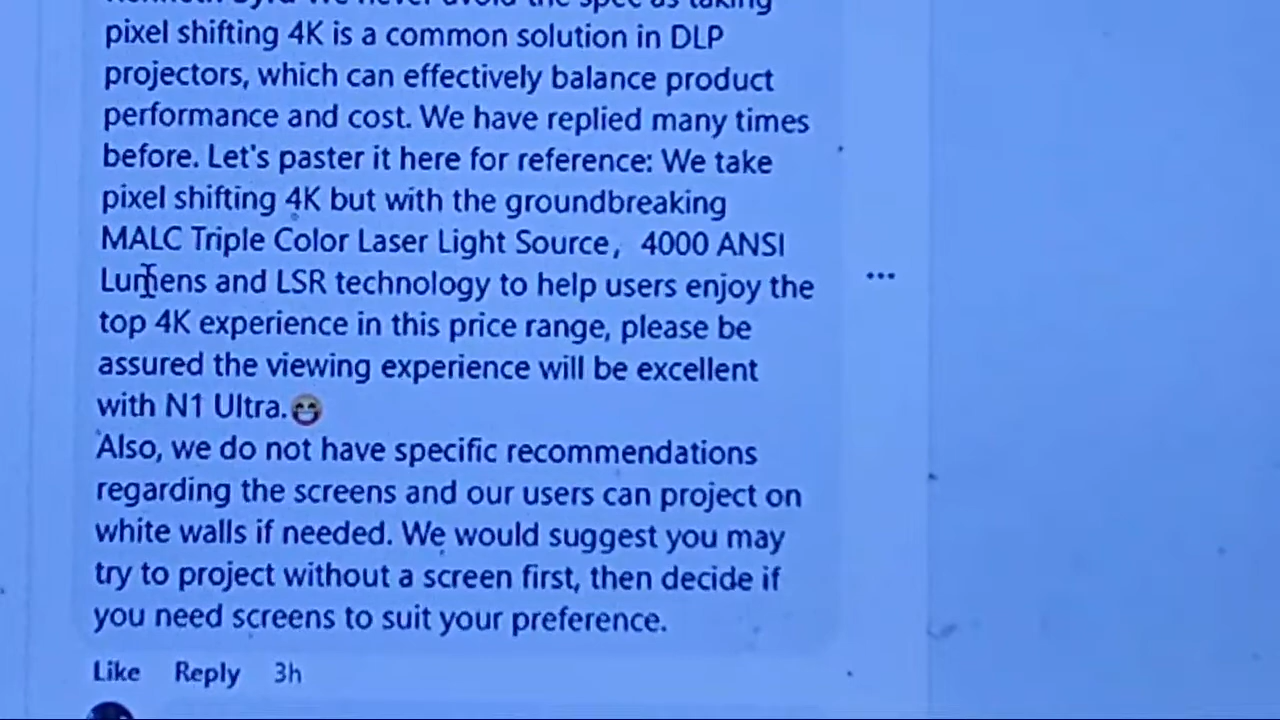 pixel shifting 4K is a common solution in DLP
projectors, which can effectively balance product
performance and cost. We have replied many times
before. Let's paster it here for reference: We take
pixel shifting 4K but with the groundbreaking
MALC Triple Color Laser Light Source, 4000 ANSI
Lumens and LSR technology to help users enjoy the
top 4K experience in this price range, please be
assured the viewing experience will be excellent
with N1 Ultra.😁
Also, we do not have specific recommendations
regarding the screens and our users can project on
white walls if needed. We would suggest you may
try to project without a screen first, then decide if
you need screens to suit your preference.
Like Reply 3h